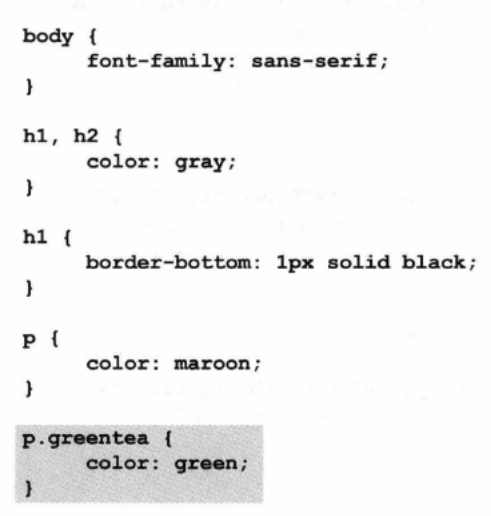 body {
font-family: sans-serif;
}
h1, h2 {
color: gray;
}
h1 {
border-bottom: 1px solid black;
}
p {
color: maroon;
}
p.greentea {
color: green;
}